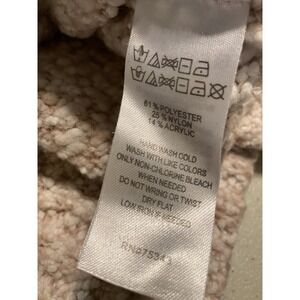 61% POLYESTER
25% NYLON
14% ACRYLIC
HAND WASH COLD
WASH WITH LIKE COLORS
ONLY NON-CHLORINE BLEACH
WHEN NEEDED
DO NOT WRING OR TWIST
DRY FLAT
LOW IRON IF NEEDED